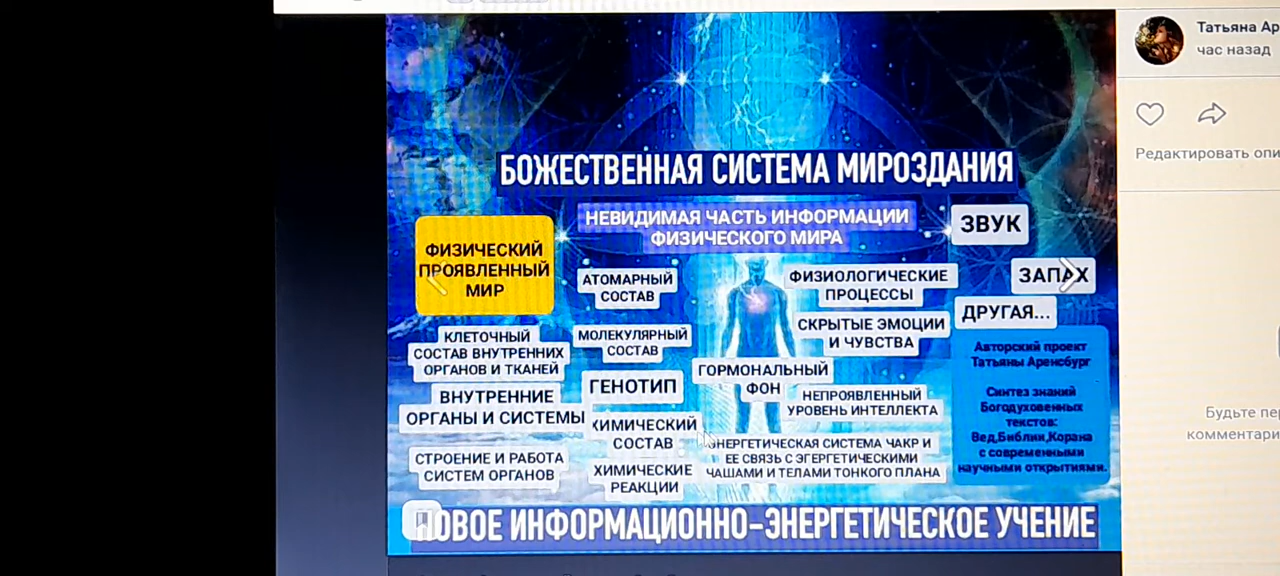 БОЖЕСТВЕННАЯ СИСТЕМА МИРОЗДАНИЯ
НЕВИДИМАЯ ЧАСТЬ ИНФОРМАЦИИ
ФИЗИЧЕСКОГО МИРА
ФИЗИЧЕСКИЙ
ПРОЯВЛЕННЫЙ
МИР
ЗВУК
ЗАПАХ
ДРУГАЯ...
АТОМАРНЫЙ
СОСТАВ
ФИЗИОЛОГИЧЕСКИЕ
ПРОЦЕССЫ
КЛЕТОЧНЫЙ
СОСТАВ ВНУТРЕННИХ
ОРГАНОВ И ТКАНЕЙ
МОЛЕКУЛЯРНЫЙ
СОСТАВ
СКРЫТЫЕ ЭМОЦИИ
И ЧУВСТВА
ВНУТРЕННИЕ
ОРГАНЫ И СИСТЕМЫ
ГЕНОТИП
ГОРМОНАЛЬНЫЙ
ФОН
НЕПРОЯВЛЕННЫЙ
УРОВЕНЬ ИНТЕЛЛЕКТА
СТРОЕНИЕ И РАБОТА
СИСТЕМ ОРГАНОВ
ХИМИЧЕСКИЙ
СОСТАВ
ХИМИЧЕСКИЕ
РЕАКЦИИ
ЭНЕРГЕТИЧЕСКАЯ СИСТЕМА ЧАКР И
ЕЕ СВЯЗЬ С ЭГЕРГЕТИЧЕСКИМИ
ЧАШАМИ И ТЕЛАМИ ТОНКОГО ПЛАНА
Авторский проект
Татьяны Аренсбург
Синтез знаний
Богодуховенных
текстов:
Вед,Библии,Корана
с современными
научными открытиями.
НОВОЕ ИНФОРМАЦИОННО-ЭНЕРГЕТИЧЕСКОЕ УЧЕНИЕ
Татьяна Ар
час назад
Редактировать опи
Будьте пер
комментари